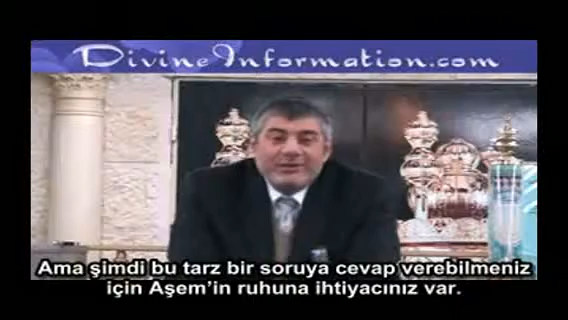 DivineInformation.com
Ama şimdi bu tarz bir soruya cevap verebilmeniz
için Aşem'in ruhuna ihtiyacınız var.